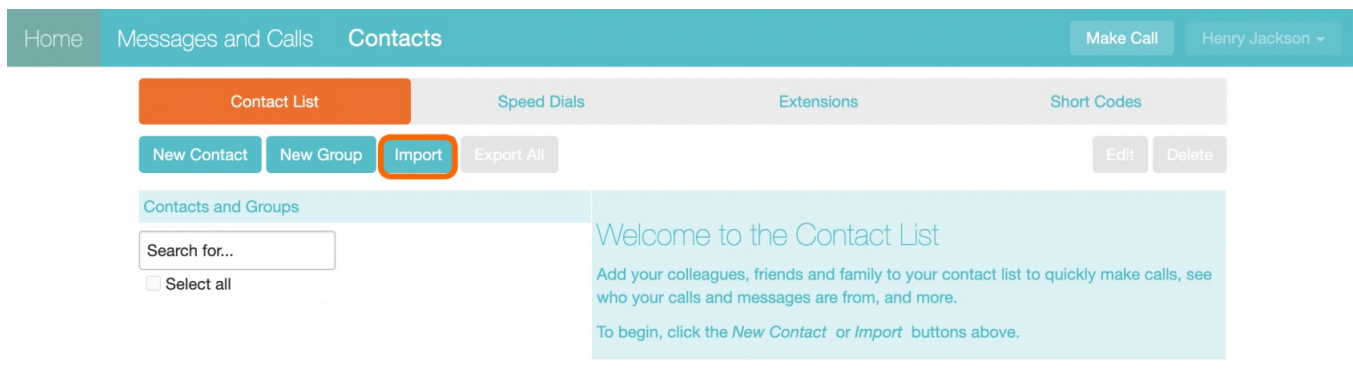 Home Messages and Calls Contacts Make Call Henry Jackson
Contact List Speed Dials Extensions Short Codes
New Contact New Group Import Export All Edit Delete
Contacts and Groups
Search for...
Select all
Welcome to the Contact List
Add your colleagues, friends and family to your contact list to quickly make calls, see
who your calls and messages are from, and more.
To begin, click the New Contact or Import buttons above.